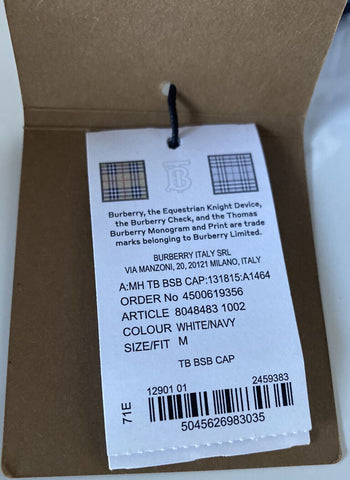 Burberry, the Equestrian Knight Device,
the Burberry Check, and the Thomas
Burberry Monogram and Print are trade
marks belonging to Burberry Limited.
BURBERRY ITALY SRL
VIA MANZONI, 20, 20121 MILANO, ITALY
A:MH TB BSB CAP:131815:A1464
ORDER No 4500619356
ARTICLE 8048483 1002
COLOUR WHITE/NAVY
SIZE/FIT M
TB BSB CAP
12901 01 2459383
71E
5045626983035